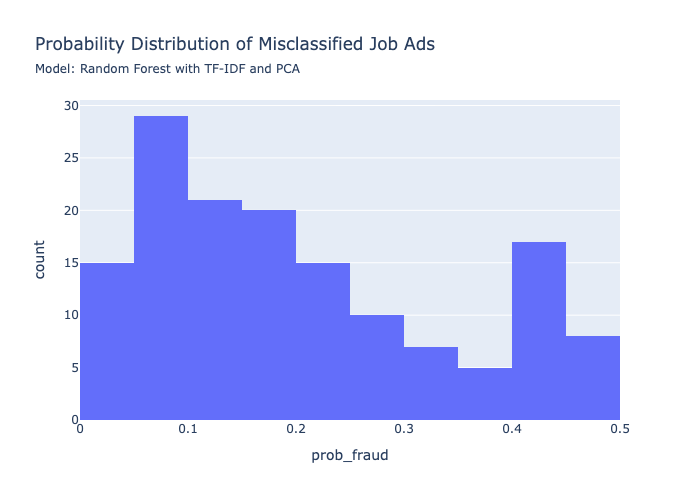 Probability Distribution of Misclassified Job Ads
Model: Random Forest with TF-IDF and PCA
30
25
20
15
10
5
0
count
0 0.1 0.2 0.3 0.4 0.5
prob_fraud